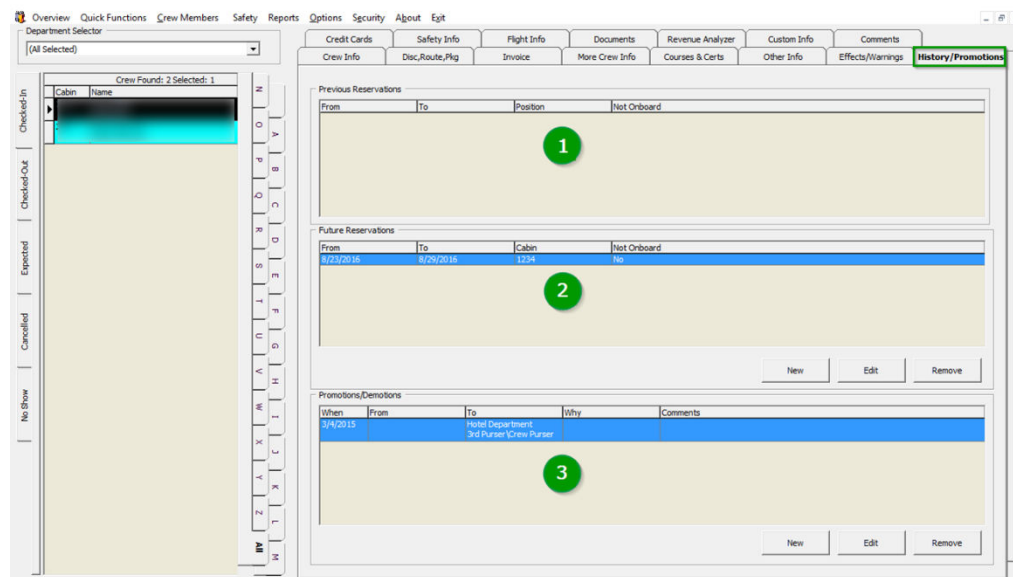 Overview Quick Functions Crew Members Safety Reports Options Security About Exit
Department Selector
(All Selected)
Credit Cards Safety Info Flight Info Documents Revenue Analyzer Custom Info Comments
Crew Info Disc,Route,Pkg Invoice More Crew Info Courses & Certs Other Info Effects/Warnings History/Promotions
Checked-In
Checked-Out
Expected
Cancelled
No Show
Crew Found: 2 Selected: 1
Cabin Name
N
O
P
Q
R
S
T
U
V
W
X
Y
Z
All
A
B
C
D
E
F
G
H
I
J
K
L
M
Previous Reservations
From To Position Not Onboard
1
Future Reservations
From To Cabin Not Onboard
8/23/2016 8/29/2016 1234 No
2
New Edit Remove
Promotions/Demotions
When From To Why Comments
3/4/2015 Hotel Department
3rd Purser\Crew Purser
3
New Edit Remove